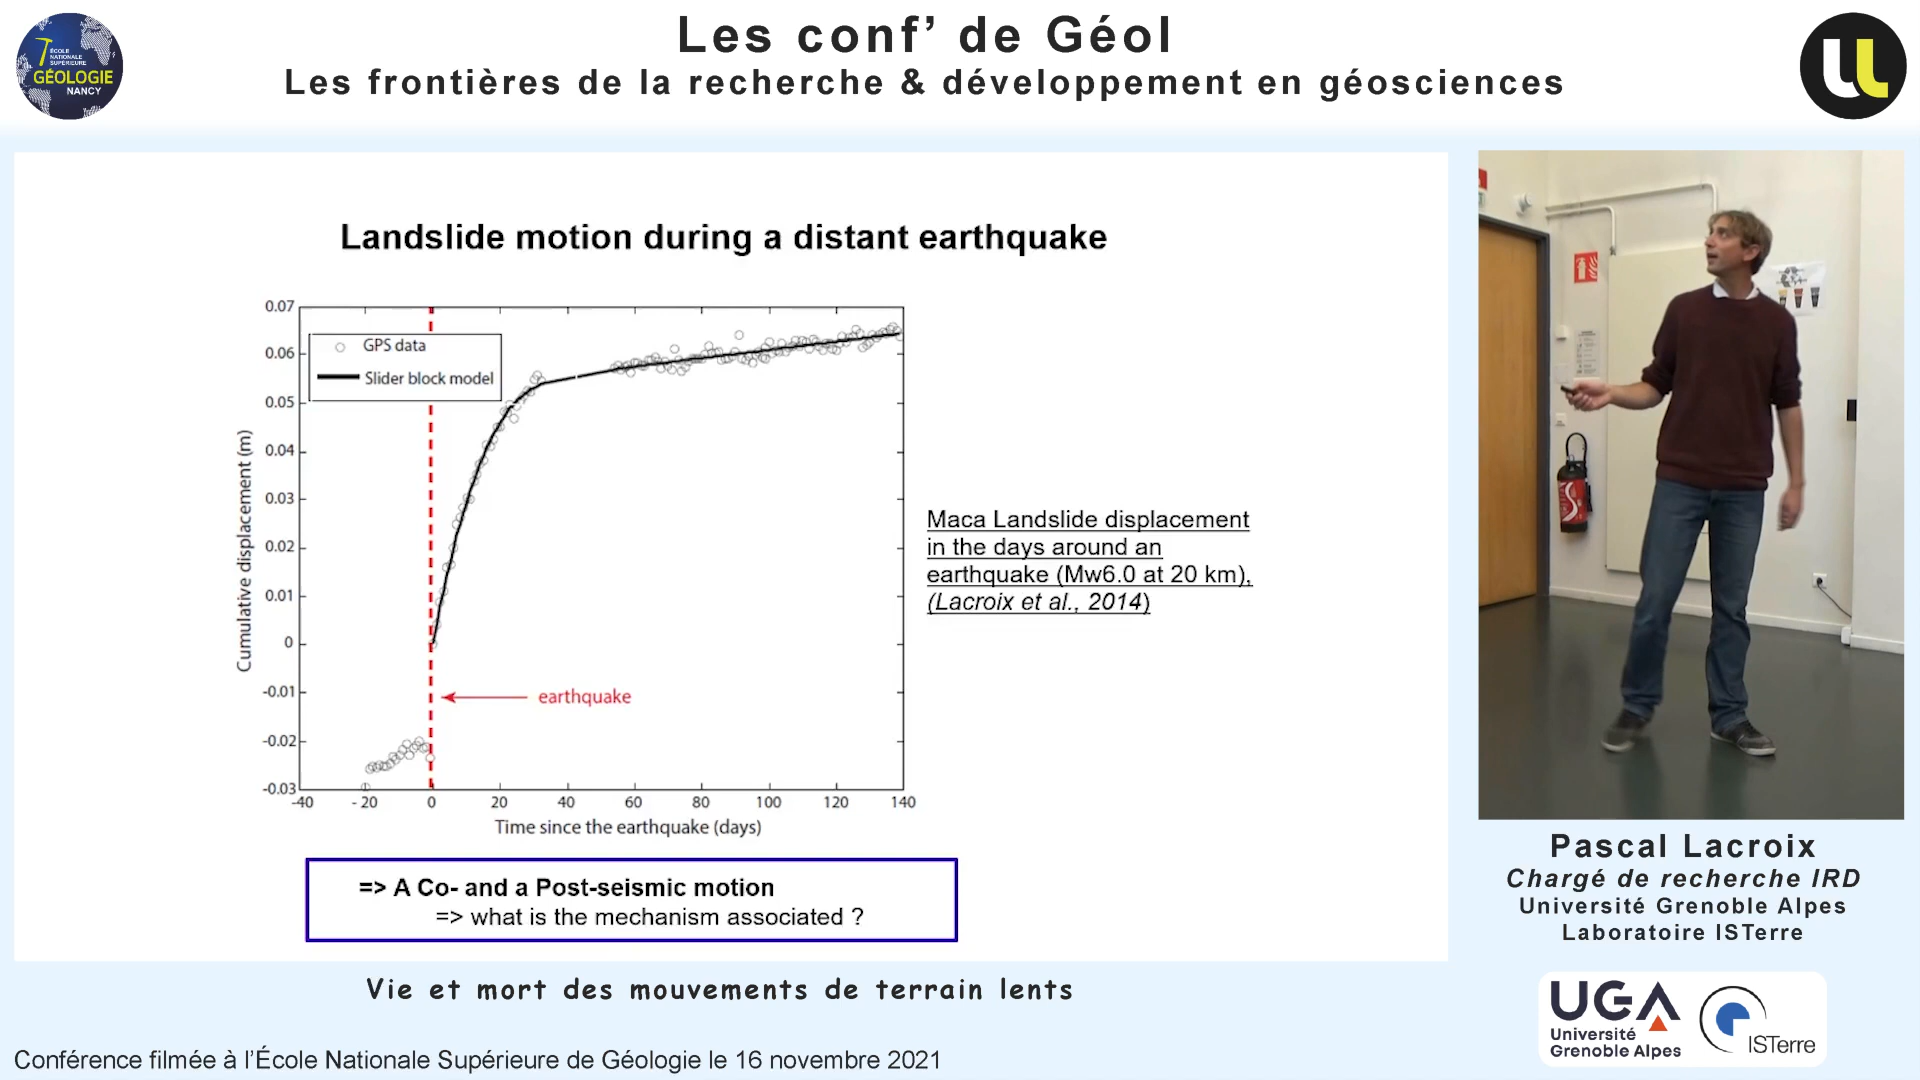 Les conf’ de Géol
Les frontières de la recherche & développement en géosciences
ÉCOLE
NATIONALE
SUPÉRIEURE
GÉOLOGIE
NANCY
Landslide motion during a distant earthquake
0.07
0.06
0.05
0.04
0.03
0.02
0.01
0
-0.01
-0.02
-0.03
Cumulative displacement (m)
GPS data
Slider block model
earthquake
-40
- 20
0
20
40
60
80
100
120
140
Time since the earthquake (days)
Maca Landslide displacement
in the days around an
earthquake (Mw6.0 at 20 km),
(Lacroix et al., 2014)
=> A Co- and a Post-seismic motion
=> what is the mechanism associated ?
Vie et mort des mouvements de terrain lents
Pascal Lacroix
Chargé de recherche IRD
Université Grenoble Alpes
Laboratoire ISTerre
UGA
Université
Grenoble Alpes
ISTerre
Conférence filmée à l’École Nationale Supérieure de Géologie le 16 novembre 2021